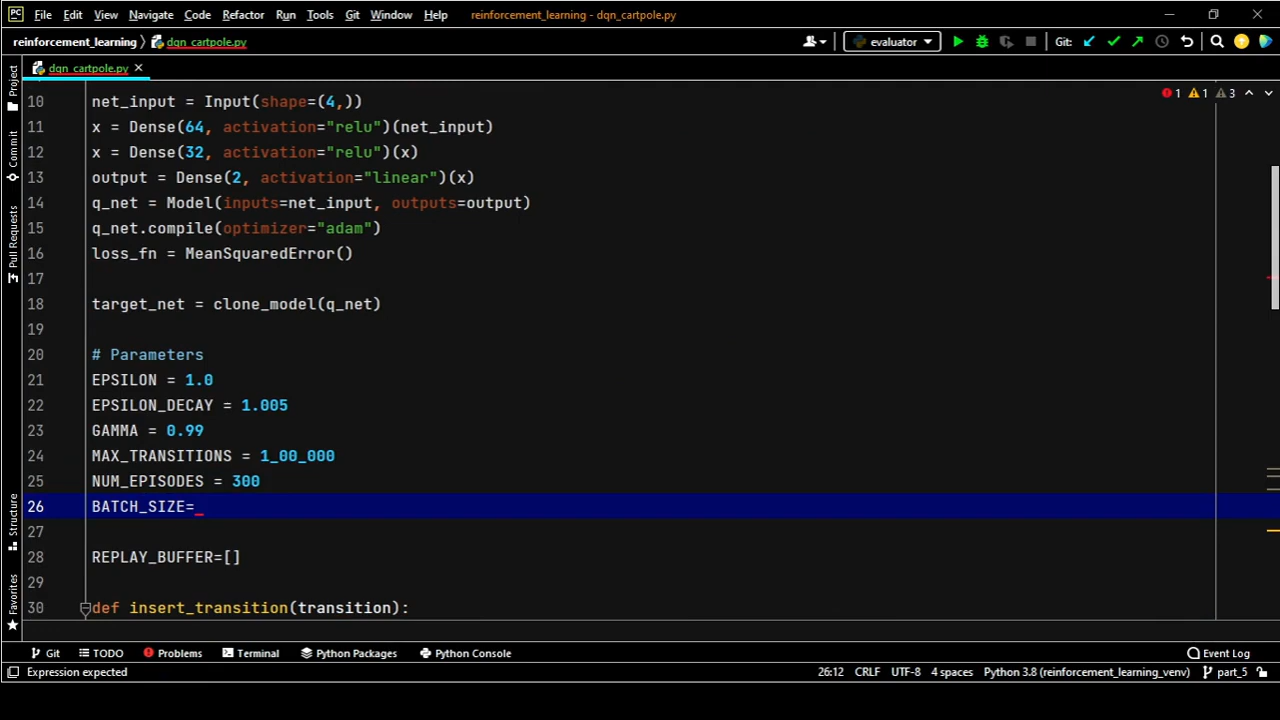 PC File Edit View Navigate Code Refactor Run Tools Git Window Help reinforcement_learning - dqn_cartpole.py
reinforcement_learning dqn_cartpole.py evaluator Git:
dqn_cartpole.py
1 1 3
10 net_input = Input(shape=(4,))
11 x = Dense(64, activation="relu")(net_input)
12 x = Dense(32, activation="relu")(x)
13 output = Dense(2, activation="linear")(x)
14 q_net = Model(inputs=net_input, outputs=output)
15 q_net.compile(optimizer="adam")
16 loss_fn = MeanSquaredError()
17
18 target_net = clone_model(q_net)
19
20 # Parameters
21 EPSILON = 1.0
22 EPSILON_DECAY = 1.005
23 GAMMA = 0.99
24 MAX_TRANSITIONS = 1_00_000
25 NUM_EPISODES = 300
26 BATCH_SIZE=
27
28 REPLAY_BUFFER=[]
29
30 def insert_transition(transition):
Project
Commit
Pull Requests
Structure
Favorites
Git TODO Problems Terminal Python Packages Python Console Event Log
Expression expected 26:12 CRLF UTF-8 4 spaces Python 3.8 (reinforcement_learning_venv) part_5